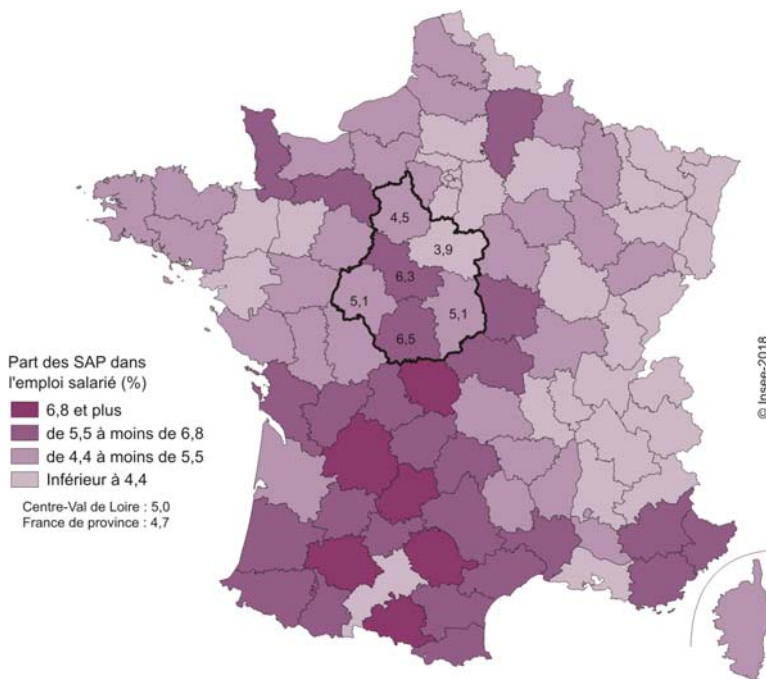 4,5
3,9
6,3
5,1
5,1
6,5
Part des SAP dans
l'emploi salarié (%)
6,8 et plus
de 5,5 à moins de 6,8
de 4,4 à moins de 5,5
Inférieur à 4,4
Centre-Val de Loire : 5,0
France de province : 4,7
© Insee-2018